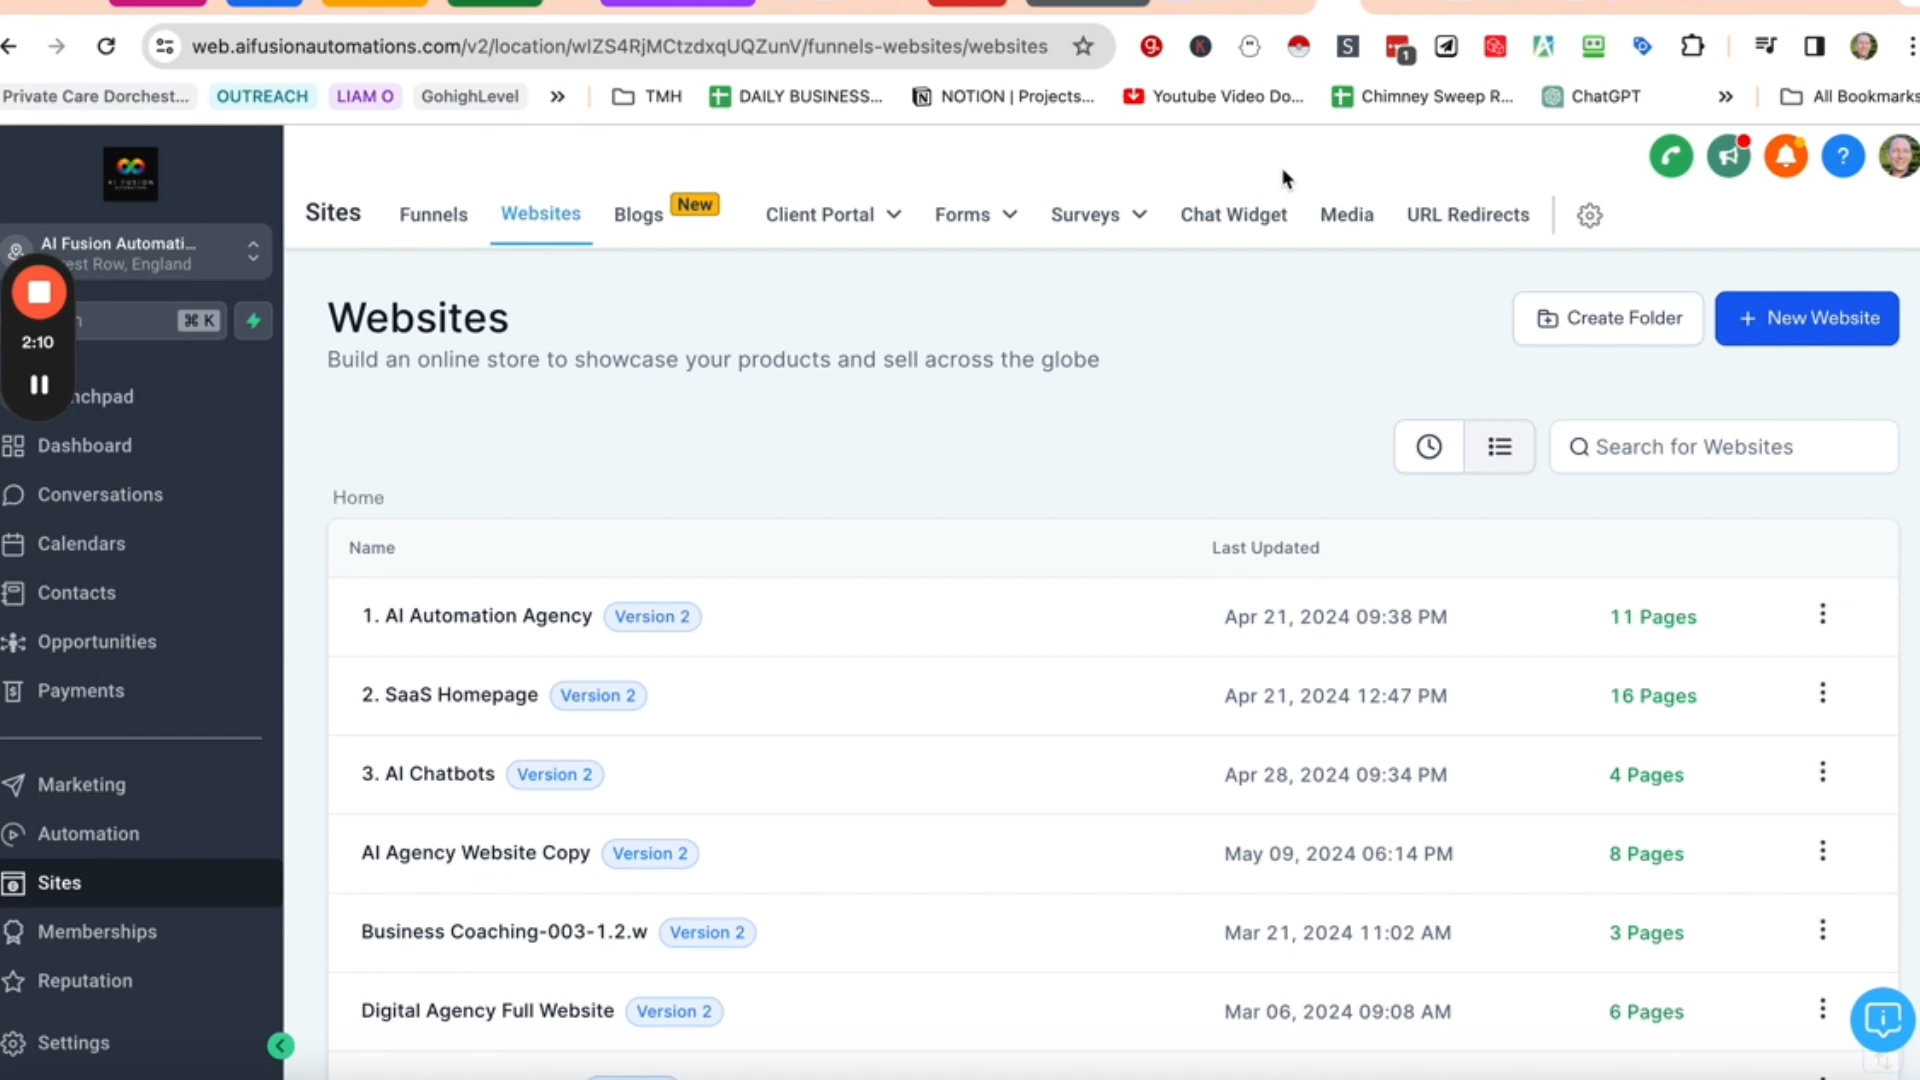 web.aifusionautomations.com/v2/location/wIZS4RjMCtzdxqUQZunV/funnels-websites/websites
1
Private Care Dorchest...
OUTREACH
LIAM O
GohighLevel
TMH
DAILY BUSINESS...
NOTION | Projects...
Youtube Video Do...
Chimney Sweep R...
ChatGPT
All Bookmarks
AI FUSION
AI Fusion Automati...
est Row, England
⌘ K
2:10
nchpad
Dashboard
Conversations
Calendars
Contacts
Opportunities
Payments
Marketing
Automation
Sites
Memberships
Reputation
Settings
Sites
Funnels
Websites
Blogs
New
Client Portal
Forms
Surveys
Chat Widget
Media
URL Redirects
Websites
Build an online store to showcase your products and sell across the globe
Create Folder
+ New Website
Search for Websites
Home
Name
Last Updated
1. AI Automation Agency Version 2 Apr 21, 2024 09:38 PM 11 Pages
2. SaaS Homepage Version 2 Apr 21, 2024 12:47 PM 16 Pages
3. AI Chatbots Version 2 Apr 28, 2024 09:34 PM 4 Pages
AI Agency Website Copy Version 2 May 09, 2024 06:14 PM 8 Pages
Business Coaching-003-1.2.w Version 2 Mar 21, 2024 11:02 AM 3 Pages
Digital Agency Full Website Version 2 Mar 06, 2024 09:08 AM 6 Pages